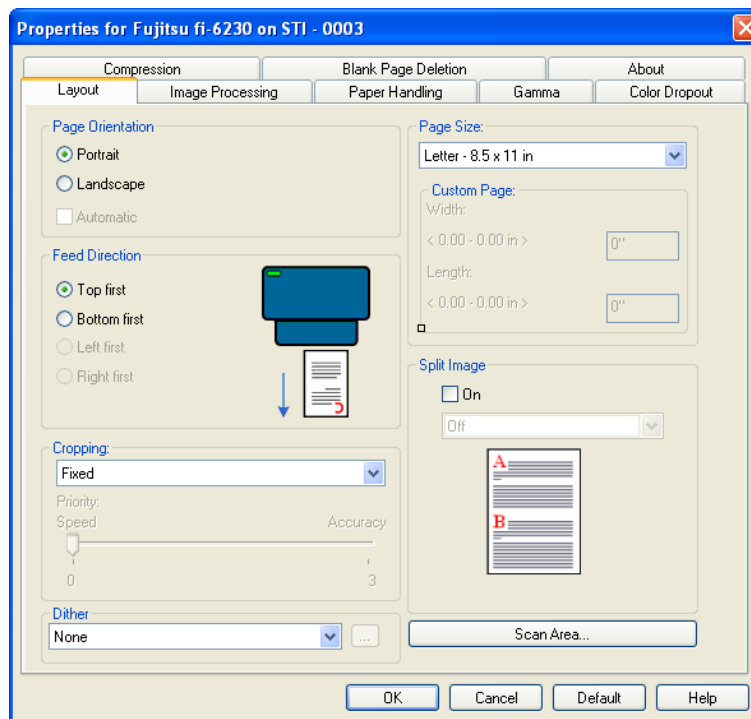 Properties for Fujitsu fi-6230 on STI - 0003
Compression
Blank Page Deletion
About
Layout
Image Processing
Paper Handling
Gamma
Color Dropout
Page Orientation
Portrait
Landscape
Automatic
Feed Direction
Top first
Bottom first
Left first
Right first
Cropping:
Fixed
Priority:
Speed
Accuracy
0
3
Dither
None
...
Page Size:
Letter - 8.5 x 11 in
Custom Page:
Width:
< 0.00 - 0.00 in >
0"
Length:
< 0.00 - 0.00 in >
0"
Split Image
On
Off
A
B
Scan Area...
OK
Cancel
Default
Help